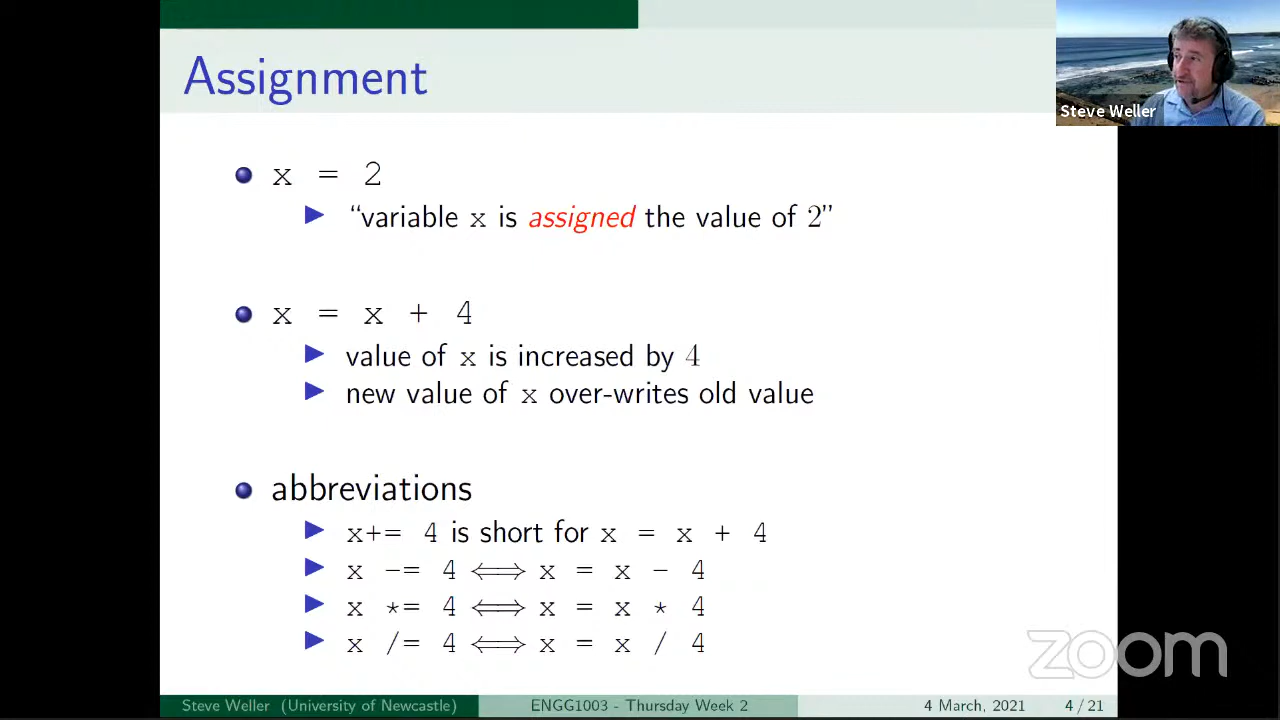 Assignment
Steve Weller
x = 2
“variable x is assigned the value of 2”
x = x + 4
value of x is increased by 4
new value of x over-writes old value
abbreviations
x+= 4 is short for x = x + 4
x -= 4 ⟺ x = x - 4
x *= 4 ⟺ x = x * 4
x /= 4 ⟺ x = x / 4
zoom
Steve Weller (University of Newcastle) ENGG1003 - Thursday Week 2 4 March, 2021 4 / 21